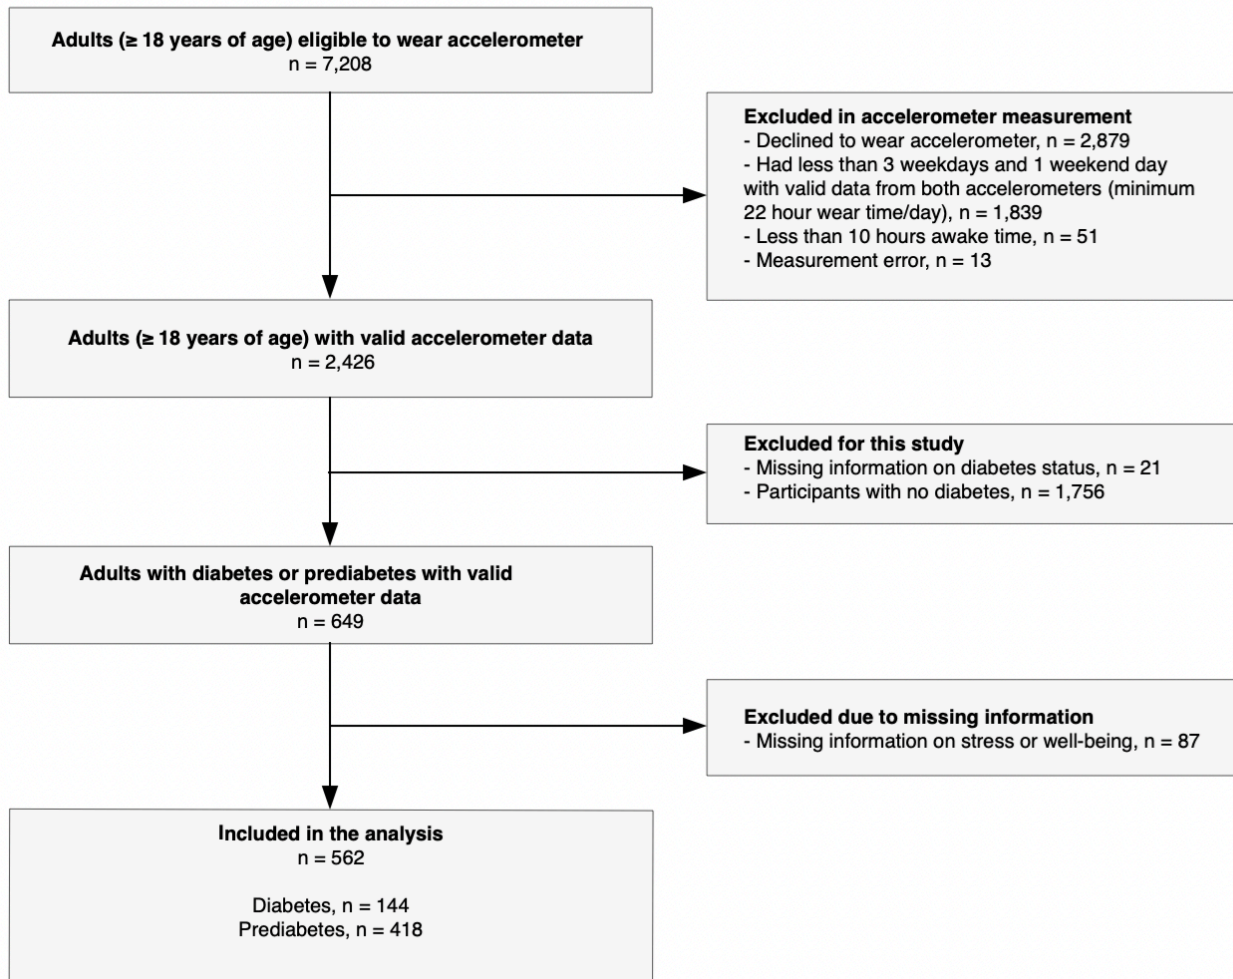 Adults (≥ 18 years of age) eligible to wear accelerometer
n = 7,208
Excluded in accelerometer measurement
- Declined to wear accelerometer, n = 2,879
- Had less than 3 weekdays and 1 weekend day
with valid data from both accelerometers (minimum
22 hour wear time/day), n = 1,839
- Less than 10 hours awake time, n = 51
- Measurement error, n = 13
Adults (≥ 18 years of age) with valid accelerometer data
n = 2,426
Excluded for this study
- Missing information on diabetes status, n = 21
- Participants with no diabetes, n = 1,756
Adults with diabetes or prediabetes with valid
accelerometer data
n = 649
Excluded due to missing information
- Missing information on stress or well-being, n = 87
Included in the analysis
n = 562
Diabetes, n = 144
Prediabetes, n = 418